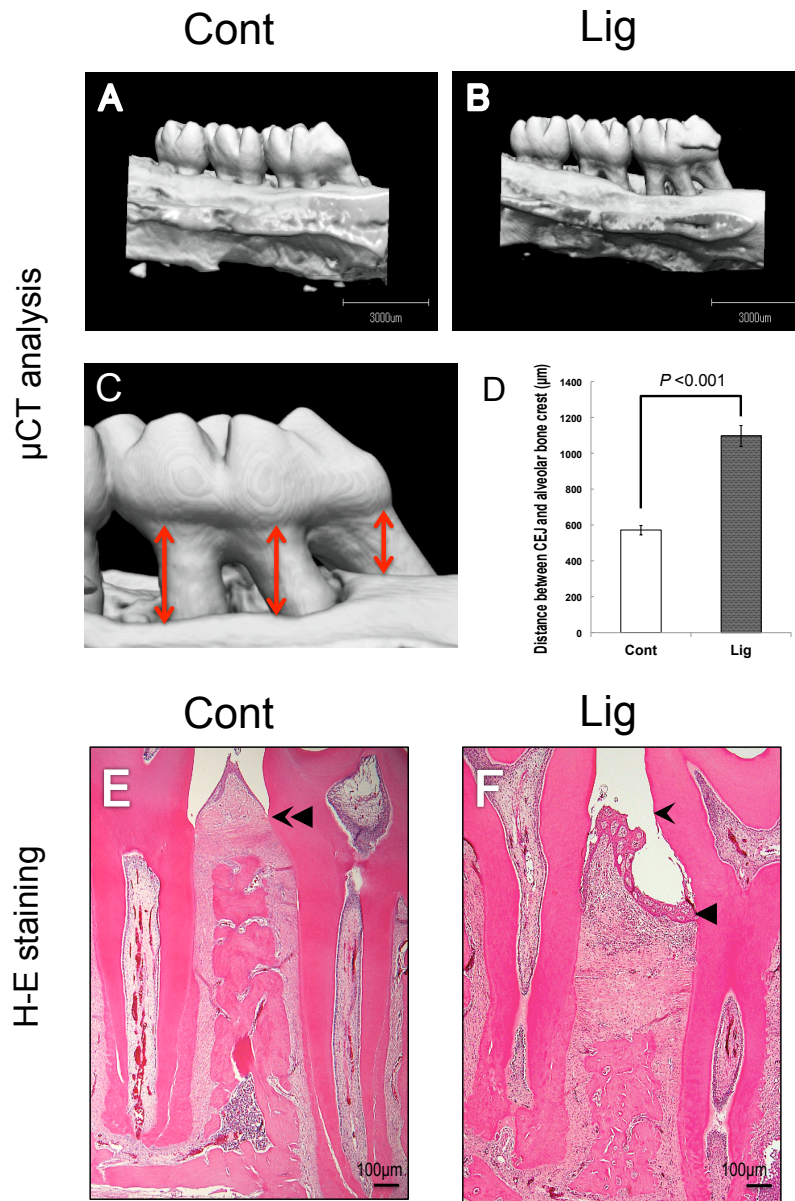 Cont
Lig
µCT analysis
A
3000um
B
3000um
C
D
Distance between CEJ and alveolar bone crest (µm)
1400
1200
1000
800
600
400
200
0
P <0.001
Cont
Lig
Cont
Lig
H-E staining
E
100µm
F
100µm